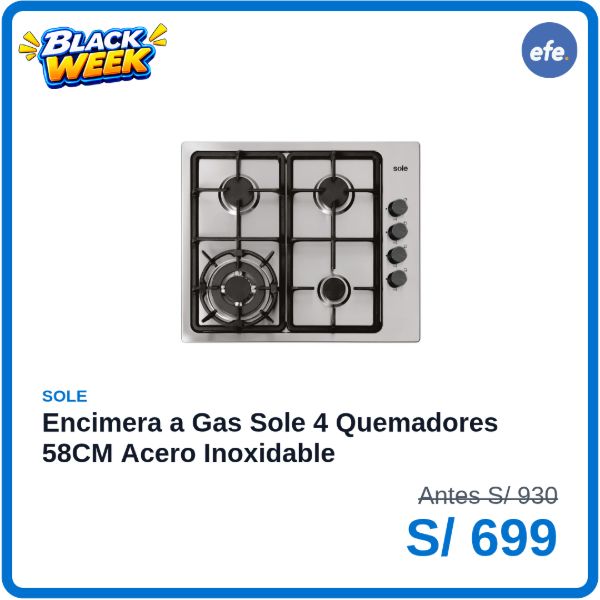 BLACK
WEEK
efe.
sole
SOLE
Encimera a Gas Sole 4 Quemadores
58CM Acero Inoxidable
Antes S/ 930
S/ 699